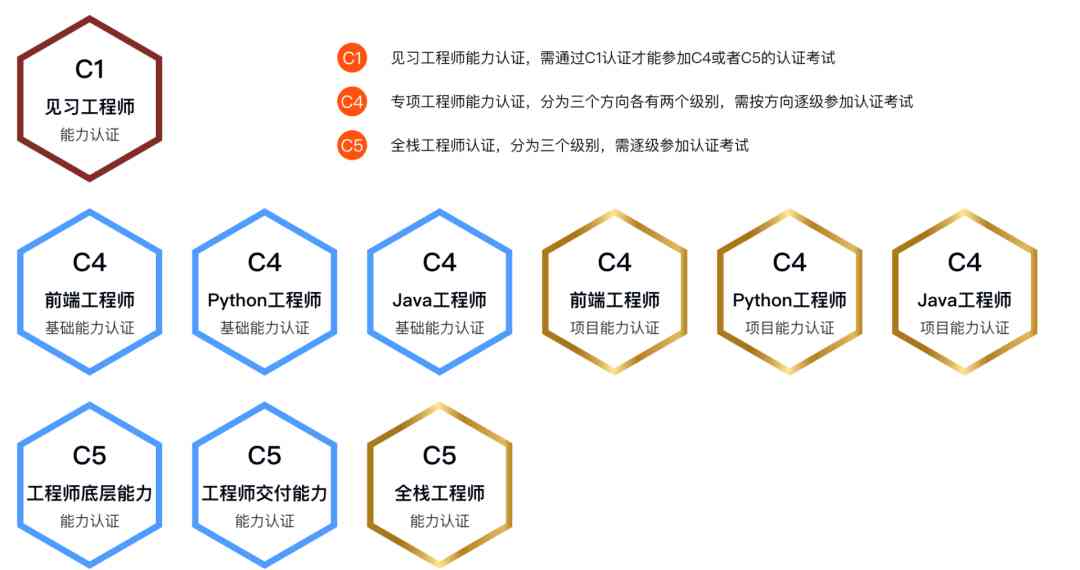 C1
见习工程师
能力认证
C1 见习工程师能力认证，需通过C1认证才能参加C4或者C5的认证考试
C4 专项工程师能力认证，分为三个方向各有两个级别，需按方向逐级参加认证考试
C5 全栈工程师认证，分为三个级别，需逐级参加认证考试
C4
前端工程师
基础能力认证
C4
Python工程师
基础能力认证
C4
Java工程师
基础能力认证
C4
前端工程师
项目能力认证
C4
Python工程师
项目能力认证
C4
Java工程师
项目能力认证
C5
工程师底层能力
能力认证
C5
工程师交付能力
能力认证
C5
全栈工程师
能力认证